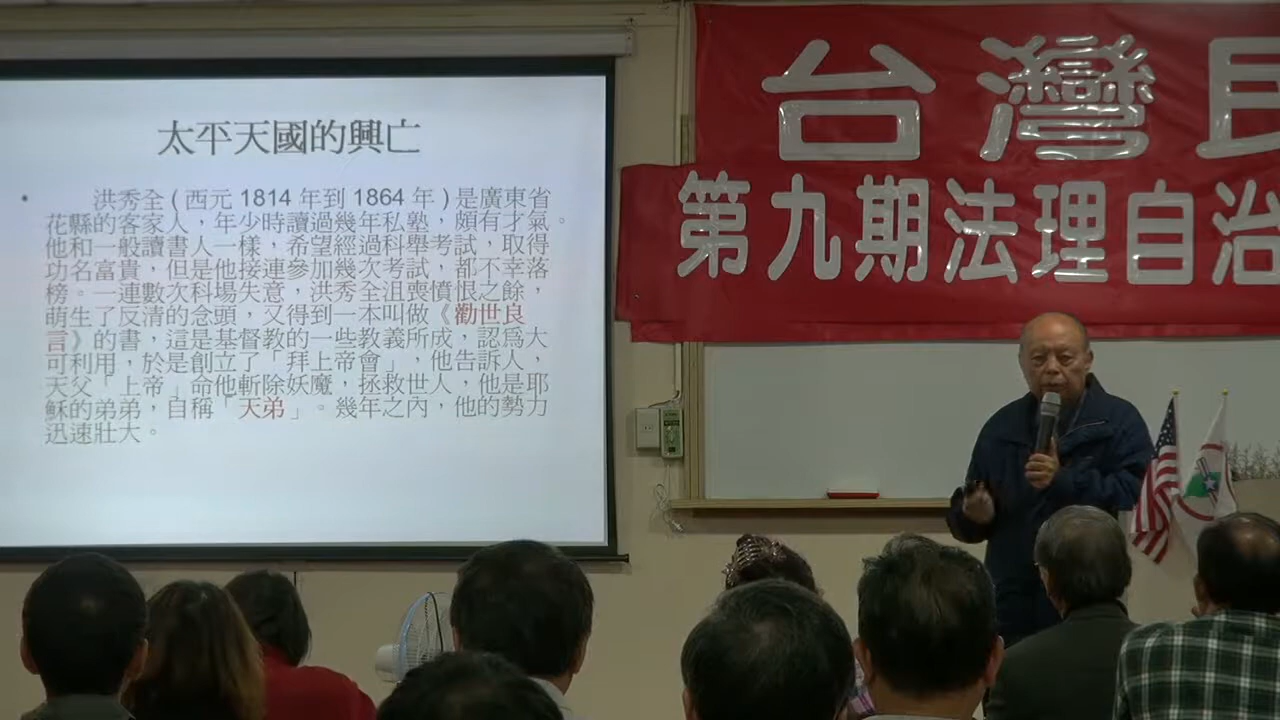 太平天國的興亡
• 洪秀全 ( 西元 1814 年到 1864 年 ) 是廣東省
花縣的客家人，年少時讀過幾年私塾，頗有才氣。
他和一般讀書人一樣，希望經過科舉考試，取得
功名富貴，但是他接連參加幾次考試，都不幸落
榜。一連數次科場失意，洪秀全沮喪憤恨之餘，
萌生了反清的念頭，又得到一本叫做《勸世良
言》的書，這是基督教的一些教義所成，認爲大
可利用，於是創立了「拜上帝會」，他告訴人，
天父「上帝」命他斬除妖魔，拯救世人，他是耶
穌的弟弟，自稱「天弟」。幾年之內，他的勢力
迅速壯大。
台灣民
第九期法理自治